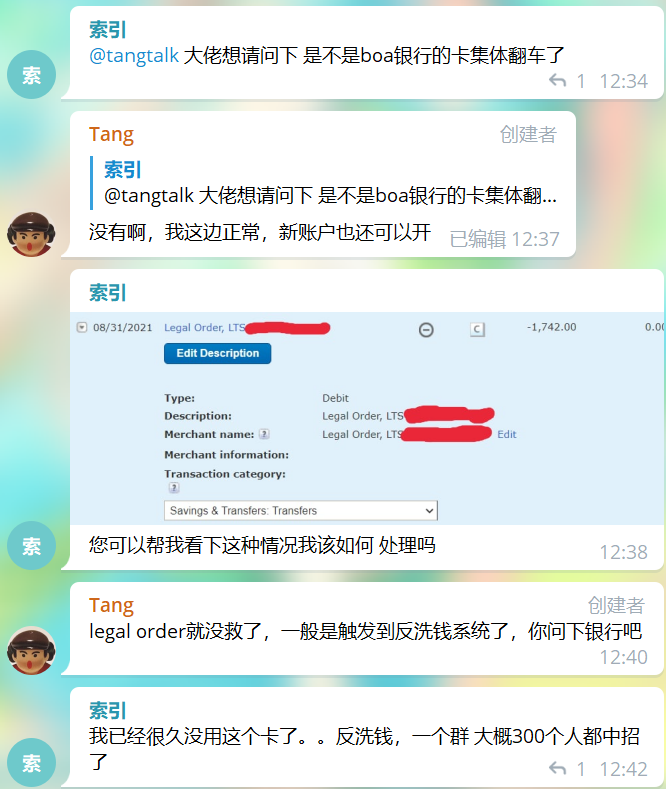 索引
@tangtalk 大佬想请问下 是不是boa银行的卡集体翻车了
1 12:34
Tang 创建者
索引
@tangtalk 大佬想请问下 是不是boa银行的卡集体翻...
没有啊，我这边正常，新账户也还可以开 已编辑 12:37
索引
08/31/2021 Legal Order, LTS C -1,742.00 0.00
Edit Description
Type: Debit
Description: Legal Order, LTS
Merchant name: ? Legal Order, LTS Edit
Merchant information:
Transaction category:
?
Savings & Transfers: Transfers
索 您可以帮我看下这种情况我该如何 处理吗
12:38
Tang 创建者
legal order就没救了，一般是触发到反洗钱系统了，你问下银行吧
12:40
索引
我已经很久没用这个卡了。。反洗钱，一个群 大概300个人都中招
索 了 1 12:42